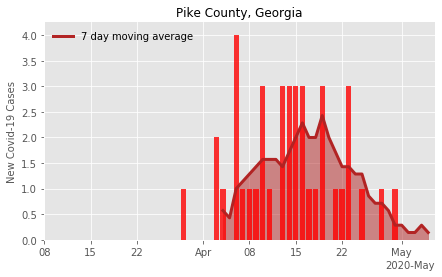 Pike County, Georgia
7 day moving average
New Covid-19 Cases
4.0
3.5
3.0
2.5
2.0
1.5
1.0
0.5
0.0
08 15 22 Apr 08 15 22 May
2020-May